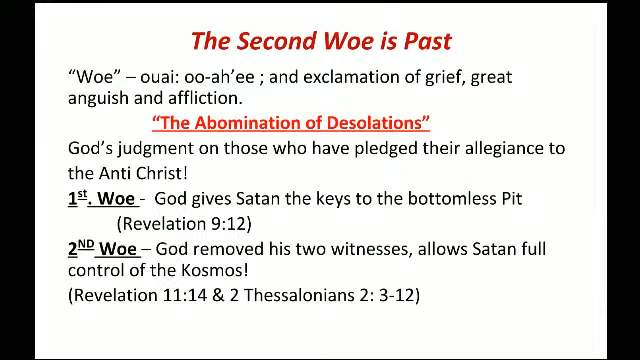 The Second Woe is Past
“Woe” – ouai: oo-ah’ee ; and exclamation of grief, great
anguish and affliction.
“The Abomination of Desolations”
God’s judgment on those who have pledged their allegiance to
the Anti Christ!
1st. Woe - God gives Satan the keys to the bottomless Pit
(Revelation 9:12)
2ND Woe – God removed his two witnesses, allows Satan full
control of the Kosmos!
(Revelation 11:14 & 2 Thessalonians 2: 3-12)